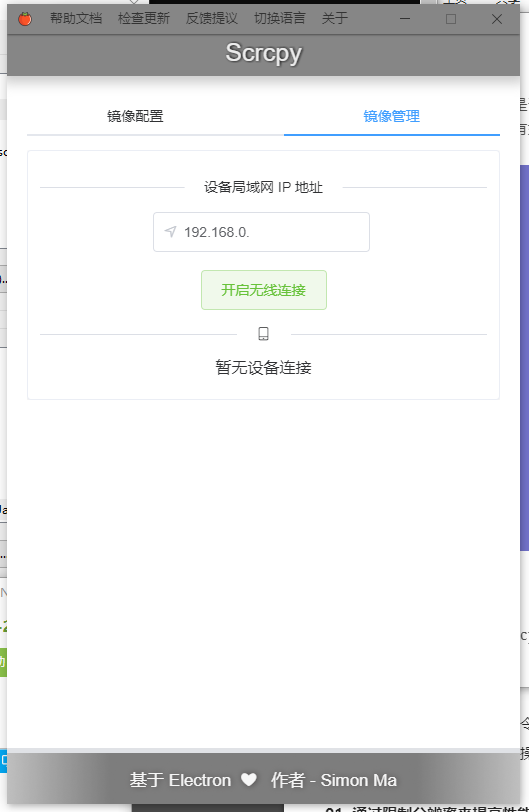 帮助文档 检查更新 反馈提议 切换语言 关于
Scrcpy
镜像配置 镜像管理
设备局域网 IP 地址
192.168.0.
开启无线连接
暂无设备连接
基于 Electron ♥ 作者 - Simon Ma